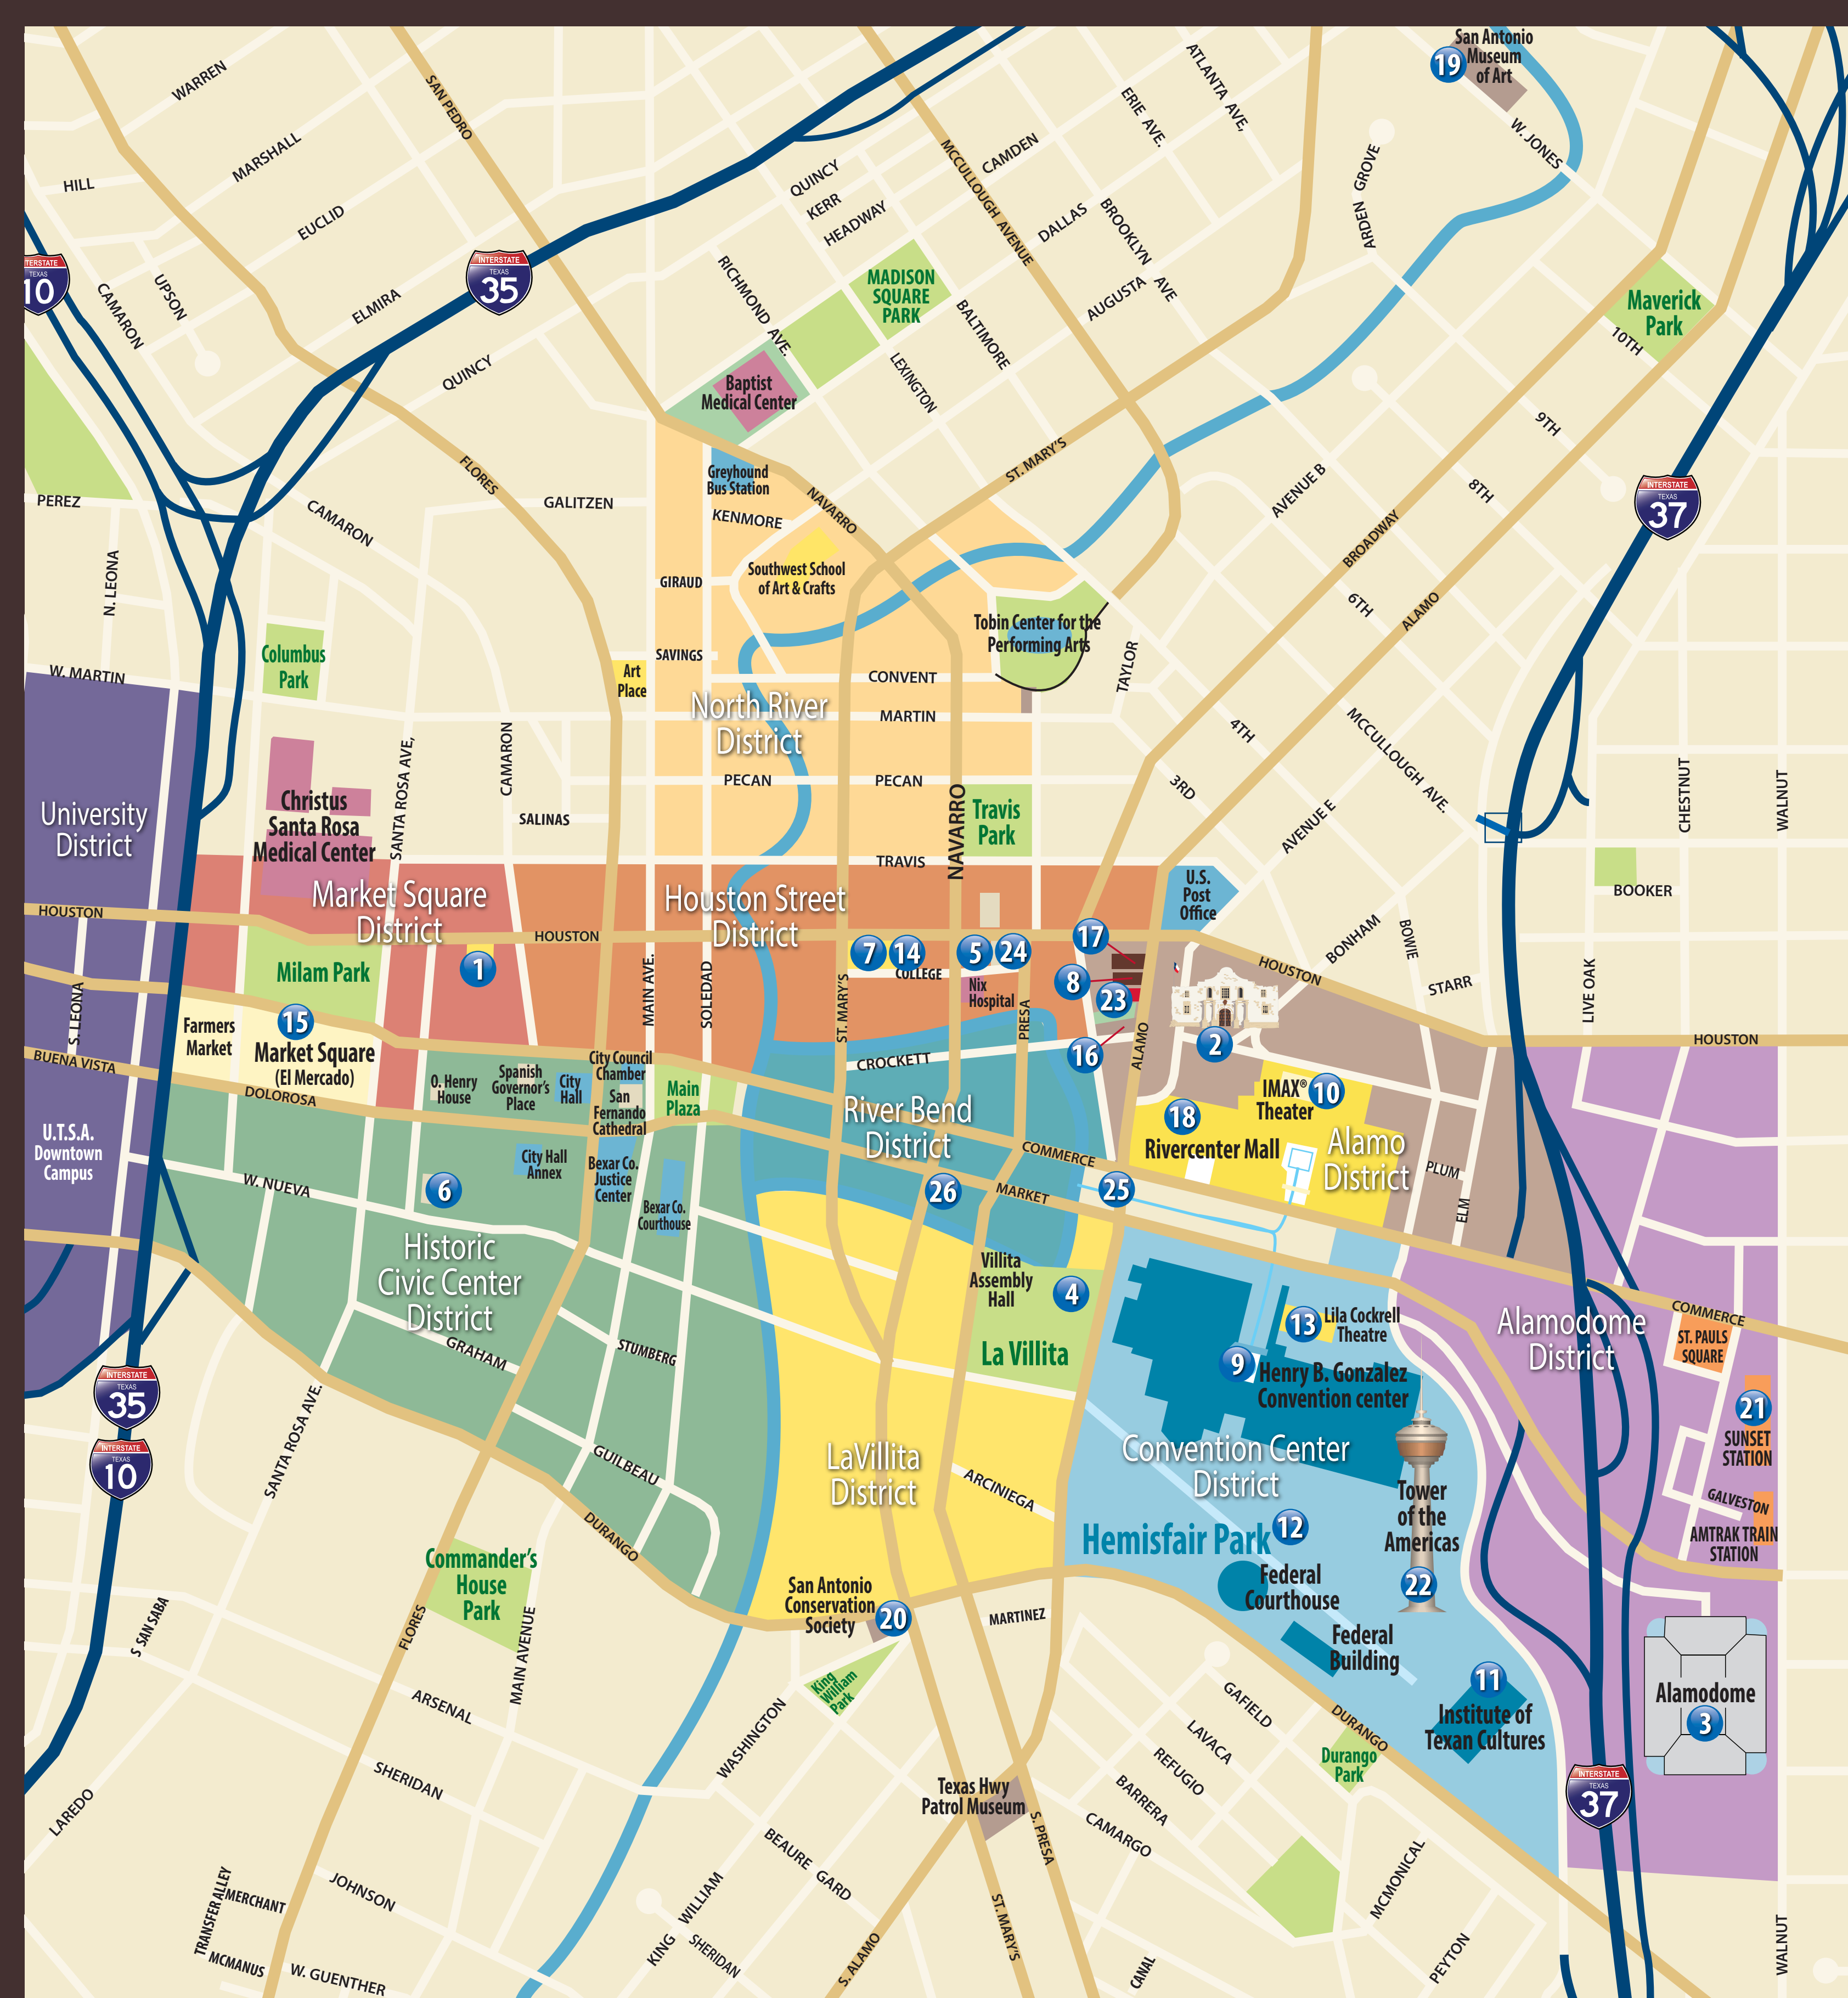 San Antonio
Museum
of Art
19
WARREN
SAN PEDRO
ATLANTA AVE,
ERIE AVE.
W. JONES
MARSHALL
HILL
EUCLID
QUINCY
KERR
HEADWAY
MCCULLOUGH AVENUE
CAMDEN
DALLAS
BROOKLYN AVE
ARDEN GROVE
INTERSTATE
TEXAS
35
TERSTATE
TEXAS
10
CAMARON
UPSON
ELMIRA
QUINCY
RICHMOND AVE.
MADISON
SQUARE
PARK
BALTIMORE
AUGUSTA
LEXINGTON
Maverick
Park
10TH
Baptist
Medical Center
9TH
8TH
INTERSTATE
TEXAS
37
FLORES
Greyhound
Bus Station
KENMORE
NAVARRO
ST. MARY'S
AVENUE B
BROADWAY
PEREZ
CAMARON
GALITZEN
N. LEONA
GIRAUD
Southwest School
of Art & Crafts
6TH
ALAMO
Tobin Center for the
Performing Arts
TAYLOR
Columbus
Park
W. MARTIN
SAVINGS
Art
Place
CONVENT
North River
District
MARTIN
4TH
MCCULLOUGH AVE.
CAMARON
SANTA ROSA AVE,
PECAN
PECAN
3RD
CHESTNUT
WALNUT
University
District
Christus
Santa Rosa
Medical Center
SALINAS
NAVARRO
Travis
Park
AVENUE E
TRAVIS
Market Square
District
Houston Street
District
U.S.
Post
Office
BOOKER
HOUSTON
HOUSTON
BONHAM
BOWIE
STARR
LIVE OAK
17
7
14
5
24
COLLEGE
Milam Park
1
8
23
HOUSTON
Nix
Hospital
S. LEONA
15
MAIN AVE.
SOLEDAD
ST. MARY'S
PRESA
Farmers
Market
Market Square
(El Mercado)
16
ALAMO
2
HOUSTON
CROCKETT
BUENA VISTA
DOLOROSA
O. Henry
House
Spanish
Governor's
Place
City
Hall
City Council
Chamber
San
Fernando
Cathedral
Main
Plaza
IMAX®
Theater
10
River Bend
District
18
Rivercenter Mall
Alamo
District
U.T.S.A.
Downtown
Campus
City Hall
Annex
Bexar Co.
Justice
Center
Bexar Co.
Courthouse
COMMERCE
MARKET
26
25
PLUM
ELM
W. NUEVA
6
Historic
Civic Center
District
Villita
Assembly
Hall
4
La Villita
13
Lila Cockrell
Theatre
9
Henry B. Gonzalez
Convention center
Alamodome
District
COMMERCE
ST. PAULS
SQUARE
GRAHAM
STUMBERG
INTERSTATE
TEXAS
35
INTERSTATE
TEXAS
10
SANTA ROSA AVE.
GUILBEAU
LaVillita
District
ARCINIEGA
Convention Center
District
21
SUNSET
STATION
GALVESTON
AMTRAK TRAIN
STATION
DURANGO
Hemisfair Park
12
Tower
of the
Americas
22
Federal
Courthouse
Commander's
House
Park
San Antonio
Conservation
Society
20
MARTINEZ
Federal
Building
S SAN SABA
FLORES
MAIN AVENUE
King
William
Park
11
Institute of
Texan Cultures
Alamodome
3
ARSENAL
WASHINGTON
GAFIELD
LAVACA
REFUGIO
BARRERA
CAMARGO
DURANGO
Durango
Park
INTERSTATE
TEXAS
37
SHERIDAN
LAREDO
Texas Hwy
Patrol Museum
S. PRESA
BEAURE GARD
MCMONICAL
TRANSFER ALLEY
MERCHANT
JOHNSON
KING WILLIAM
SHERIDAN
S. ALAMO
ST. MARY'S
CANAL
PEYTON
WALNUT
MCMANUS
W. GUENTHER